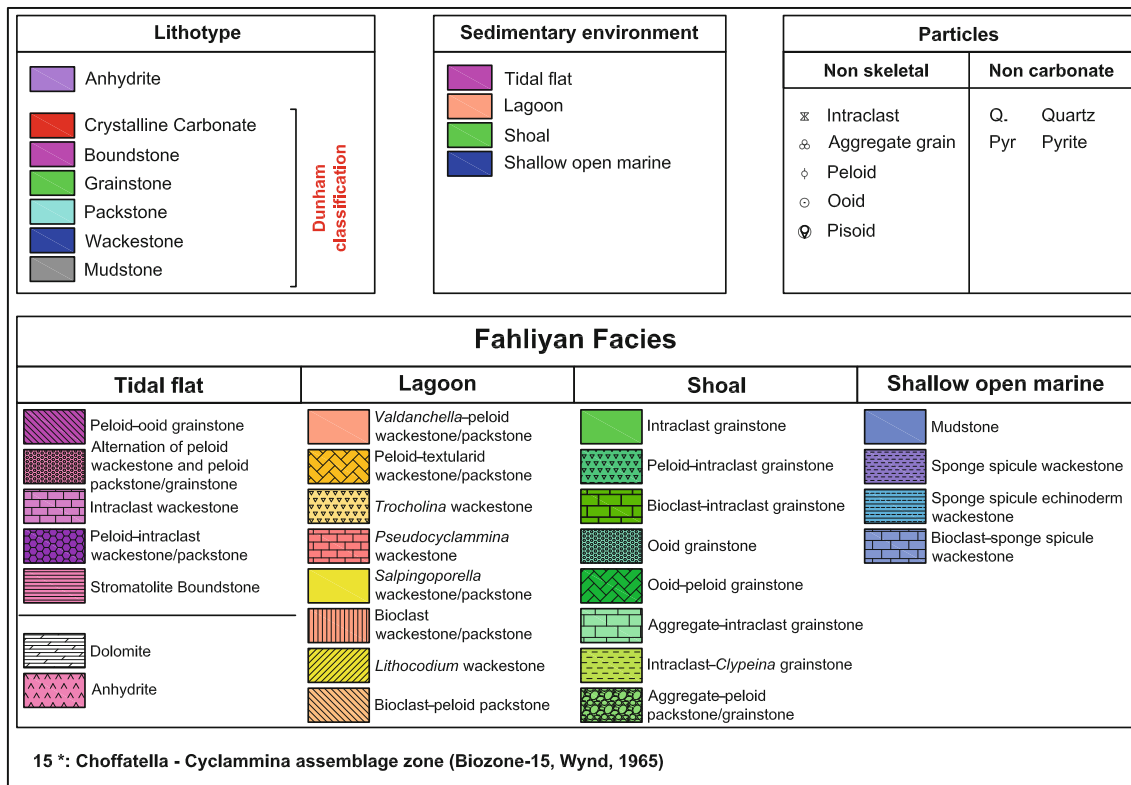 Lithotype
Anhydrite
Crystalline Carbonate
Boundstone
Grainstone
Packstone
Wackestone
Mudstone
Dunham
classification
Sedimentary environment
Tidal flat
Lagoon
Shoal
Shallow open marine
Particles
Non skeletal
Non carbonate
Intraclast
Aggregate grain
Peloid
Ooid
Pisoid
Q. Quartz
Pyr Pyrite
Fahliyan Facies
Tidal flat
Peloid–ooid grainstone
Alternation of peloid
wackestone and peloid
packstone/grainstone
Intraclast wackestone
Peloid–intraclast
wackestone/packstone
Stromatolite Boundstone
Dolomite
Anhydrite
Lagoon
Valdanchella–peloid
wackestone/packstone
Peloid–textularid
wackestone/packstone
Trocholina wackestone
Pseudocyclammina
wackestone
Salpingoporella
wackestone/packstone
Bioclast
wackestone/packstone
Lithocodium wackestone
Bioclast–peloid packstone
Shoal
Intraclast grainstone
Peloid–intraclast grainstone
Bioclast–intraclast grainstone
Ooid grainstone
Ooid–peloid grainstone
Aggregate–intraclast grainstone
Intraclast–Clypeina grainstone
Aggregate–peloid
packstone/grainstone
Shallow open marine
Mudstone
Sponge spicule wackestone
Sponge spicule echinoderm
wackestone
Bioclast–sponge spicule
wackestone
15 *: Choffatella - Cyclammina assemblage zone (Biozone-15, Wynd, 1965)